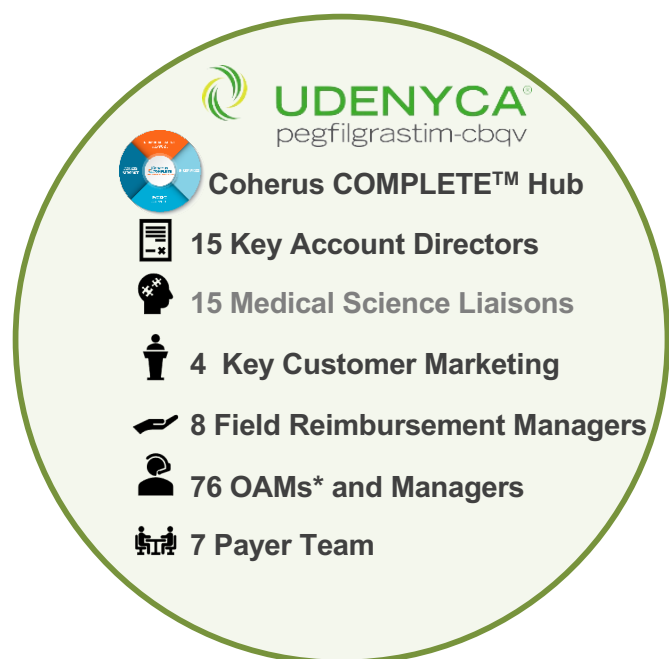 UDENYCA®
pegfilgrastim-cbqv
COMPLETE
Coherus COMPLETE™ Hub
15 Key Account Directors
15 Medical Science Liaisons
4 Key Customer Marketing
8 Field Reimbursement Managers
76 OAMs* and Managers
7 Payer Team